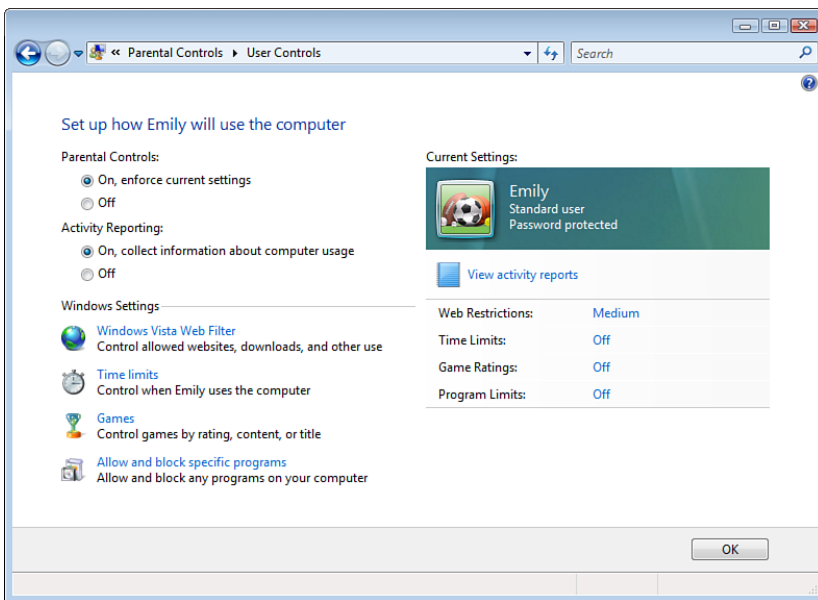 « Parental Controls ▸ User Controls
Search
Set up how Emily will use the computer
Parental Controls:
On, enforce current settings
Off
Activity Reporting:
On, collect information about computer usage
Off
Windows Settings
Windows Vista Web Filter
Control allowed websites, downloads, and other use
Time limits
Control when Emily uses the computer
Games
Control games by rating, content, or title
Allow and block specific programs
Allow and block any programs on your computer
Current Settings:
Emily
Standard user
Password protected
View activity reports
Web Restrictions: Medium
Time Limits: Off
Game Ratings: Off
Program Limits: Off
OK